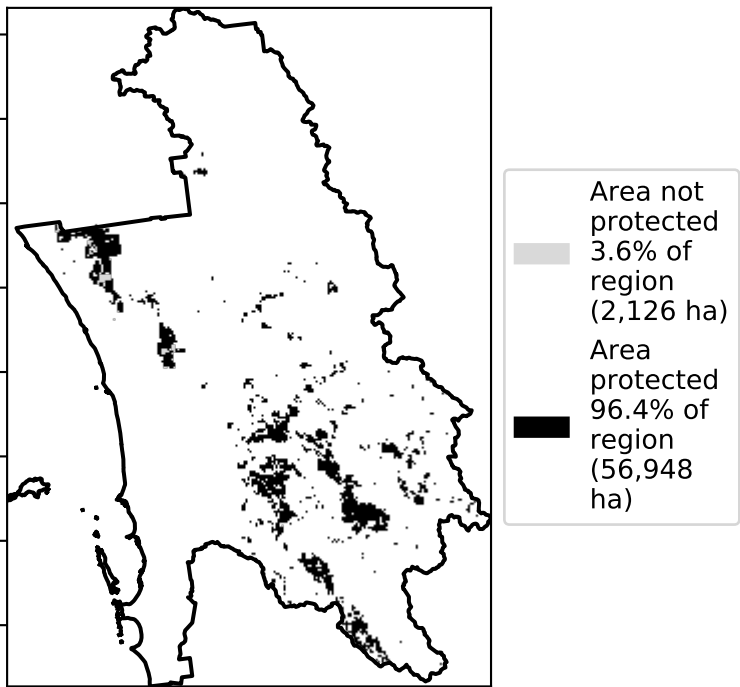 Area not
protected
3.6% of
region
(2,126 ha)
Area
protected
96.4% of
region
(56,948
ha)